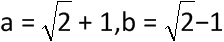 a = √2 + 1,b = √2−1